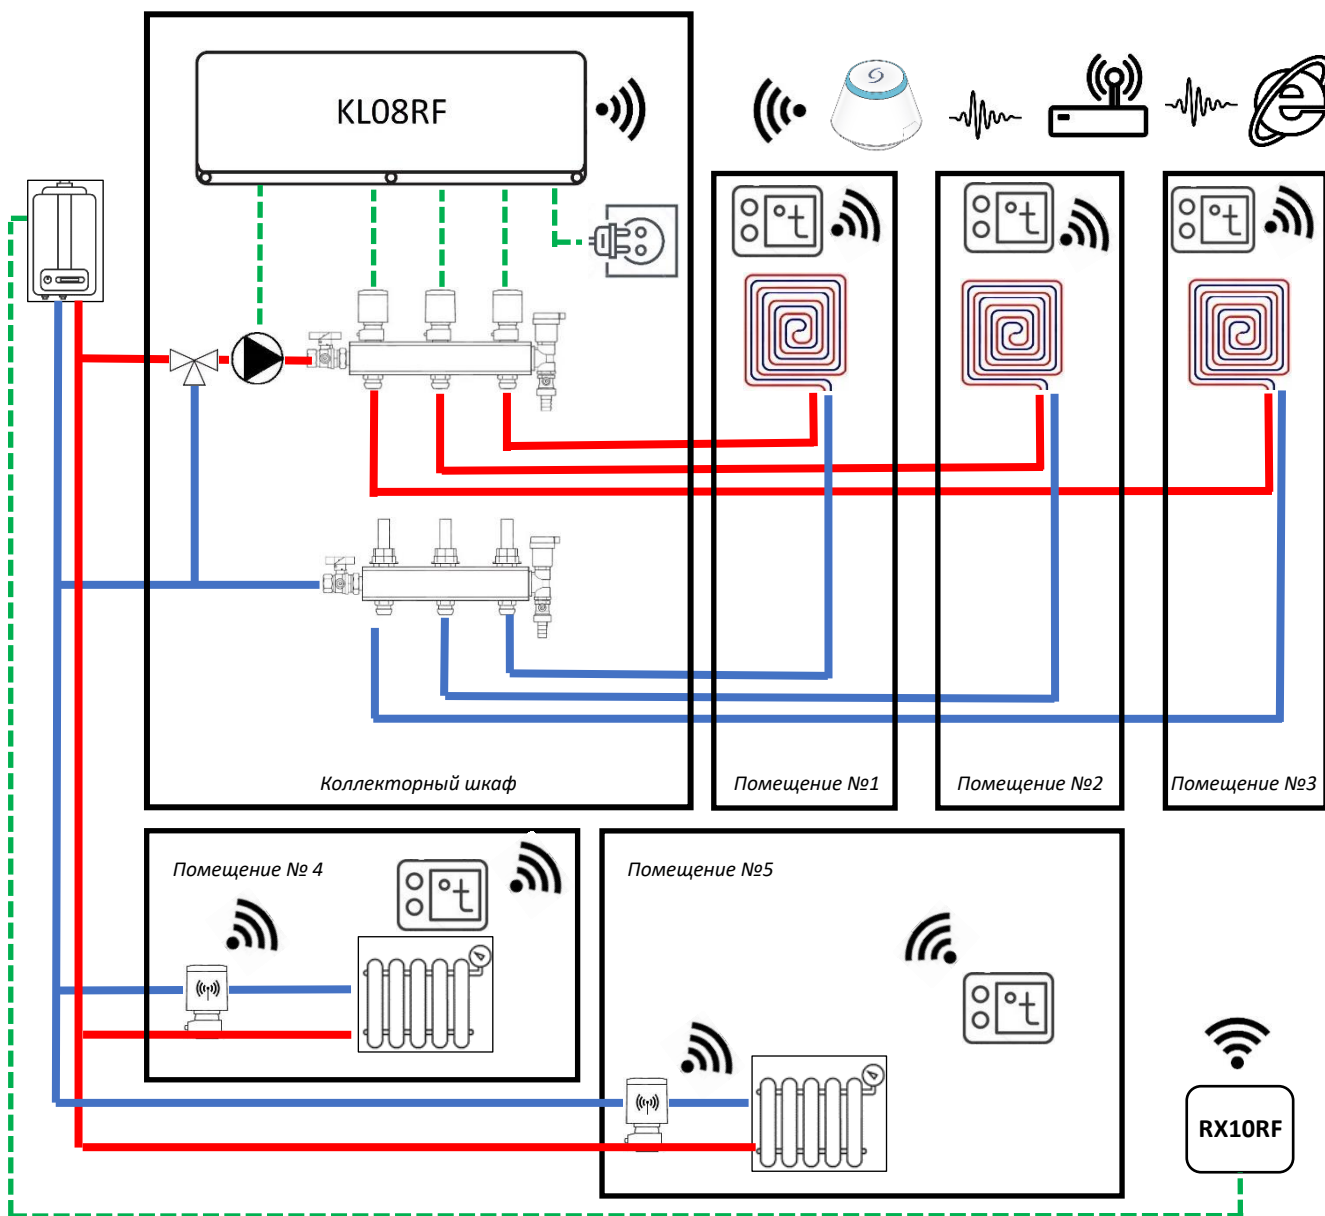 KL08RF
°t
°t
°t
Коллекторный шкаф
Помещение №1
Помещение №2
Помещение №3
Помещение № 4
°t
Помещение №5
°t
RX10RF